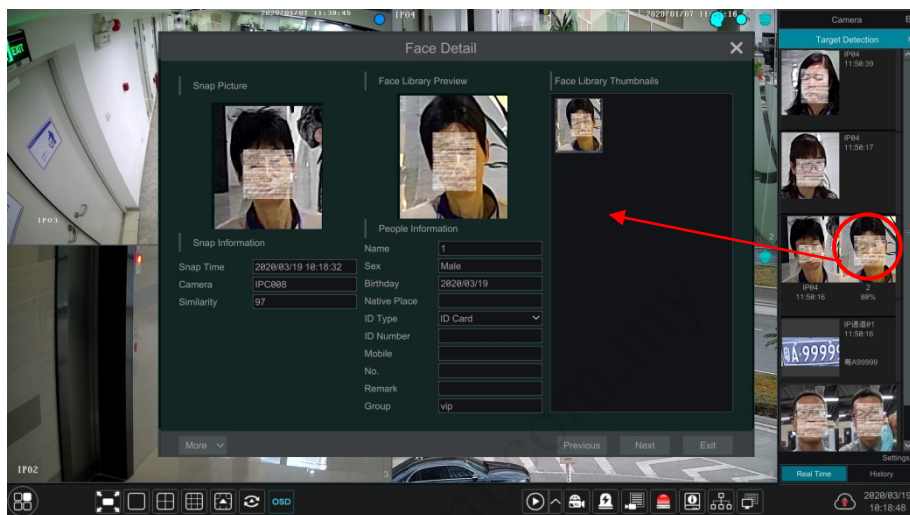 2020/01/07 11:39:45
IP04
2020/01/07 11:
:16
Camera
EXIT
Face Detail
Target Detection
IP04
11:50:39
Snap Picture
Face Library Preview
Face Library Thumbnails
IP04
11:50:17
IP03
Snap Information
People Information
2
Snap Time 2020/03/19 10:18:32
Camera IPC008
Similarity 97
Name 1
Sex Male
Birthday 2020/03/19
Native Place
ID Type ID Card
ID Number
Mobile
No.
Remark
Group vip
IP04 2
11:50:16 80%
IP通道01
11:50:16
A·9999
粤A99999
More
Previous
Next
Exit
Settings
IP02
3
Real Time
History
OSD
2020/03/19
10:18:48
com.my